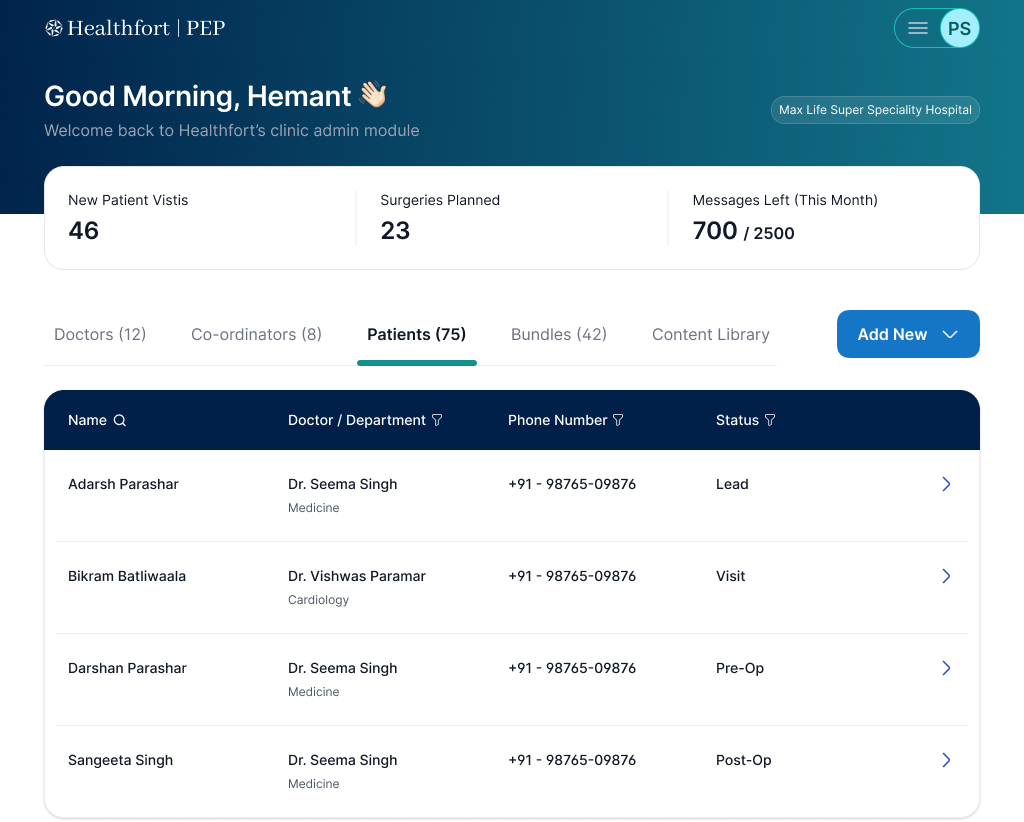 Healthfort | PEP
PS
Good Morning, Hemant 👋🏻
Max Life Super Speciality Hospital
Welcome back to Healthfort’s clinic admin module
New Patient Vistis
Surgeries Planned
Messages Left (This Month)
46
23
700 / 2500
Doctors (12)
Co-ordinators (8)
Patients (75)
Bundles (42)
Content Library
Add New
Name
Doctor / Department
Phone Number
Status
Adarsh Parashar
Dr. Seema Singh
+91 - 98765-09876
Lead
Medicine
Bikram Batliwaala
Dr. Vishwas Paramar
+91 - 98765-09876
Visit
Cardiology
Darshan Parashar
Dr. Seema Singh
+91 - 98765-09876
Pre-Op
Medicine
Sangeeta Singh
Dr. Seema Singh
+91 - 98765-09876
Post-Op
Medicine